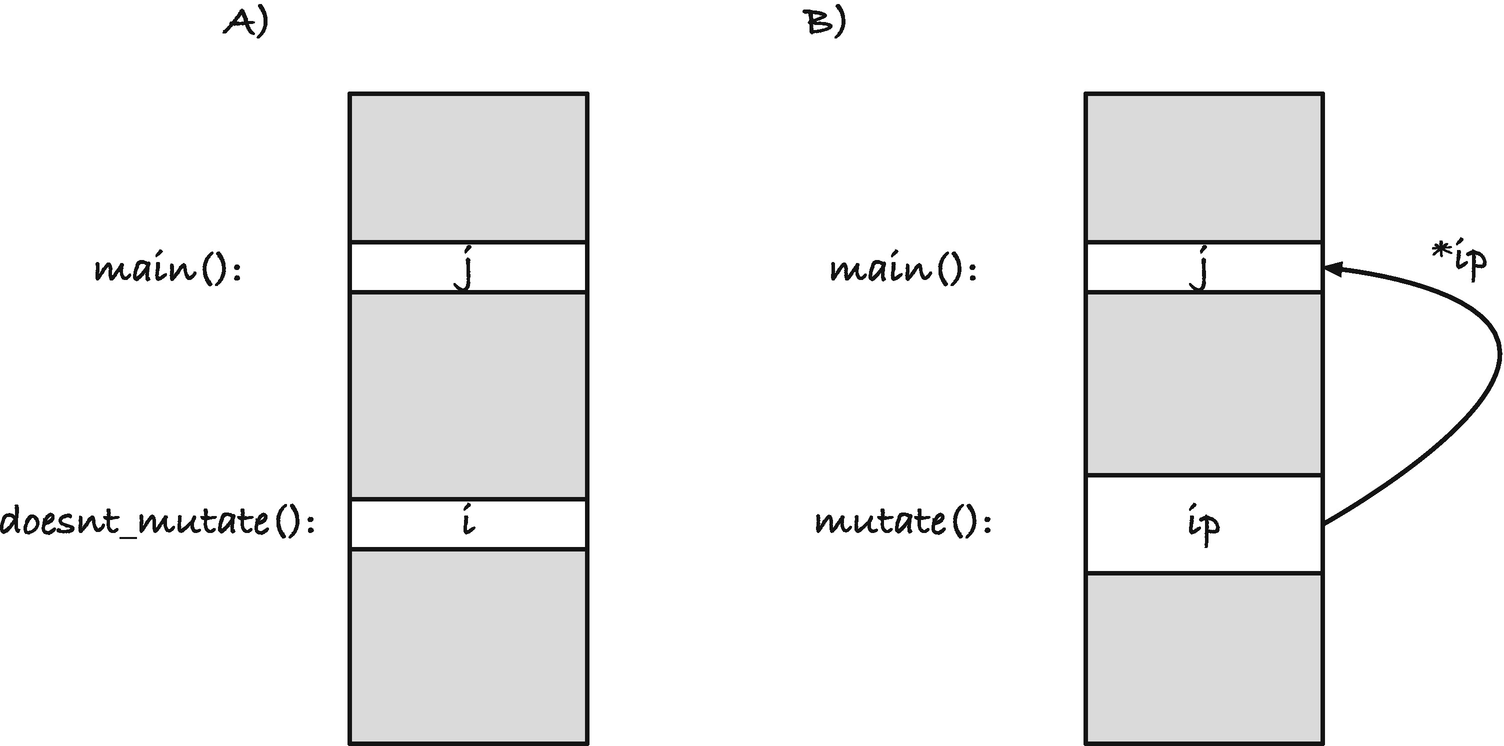 A)
main():
j
doesnt_mutate():
i
B)
main():
j
*ip
mutate():
ip